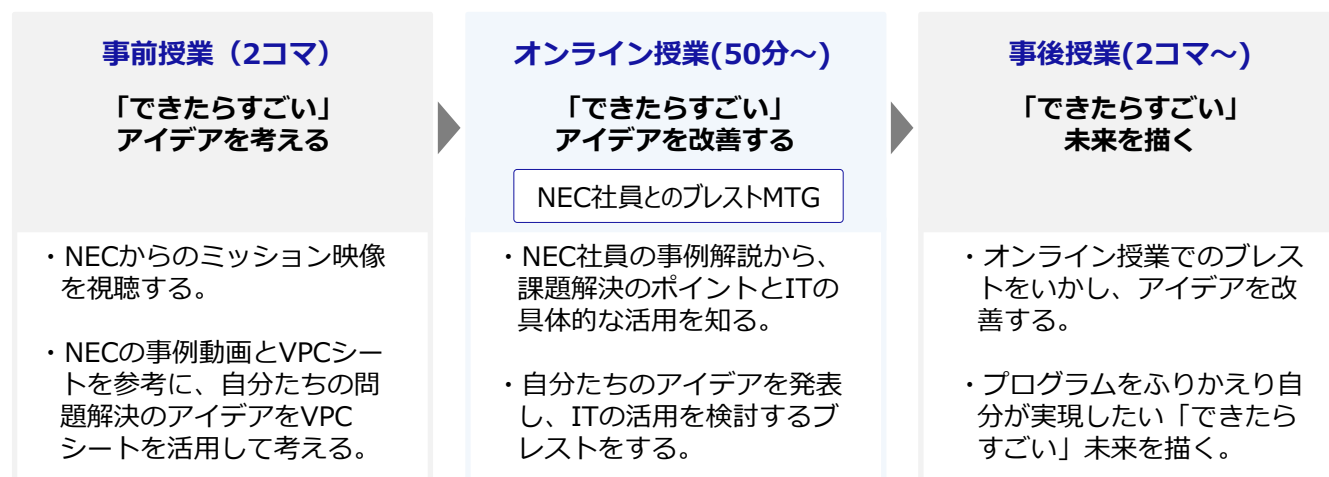 事前授業（2コマ）
「できたらすごい」
アイデアを考える
・NECからのミッション映像
を視聴する。
・NECの事例動画とVPCシー
トを参考に、自分たちの問
題解決のアイデアをVPC
シートを活用して考える。
オンライン授業(50分～)
「できたらすごい」
アイデアを改善する
NEC社員とのブレストMTG
・NEC社員の事例解説から、
課題解決のポイントとITの
具体的な活用を知る。
・自分たちのアイデアを発表
し、ITの活用を検討するブ
レストをする。
事後授業(2コマ～)
「できたらすごい」
未来を描く
・オンライン授業でのブレス
トをいかし、アイデアを改
善する。
・プログラムをふりかえり自
分が実現したい「できたら
すごい」未来を描く。